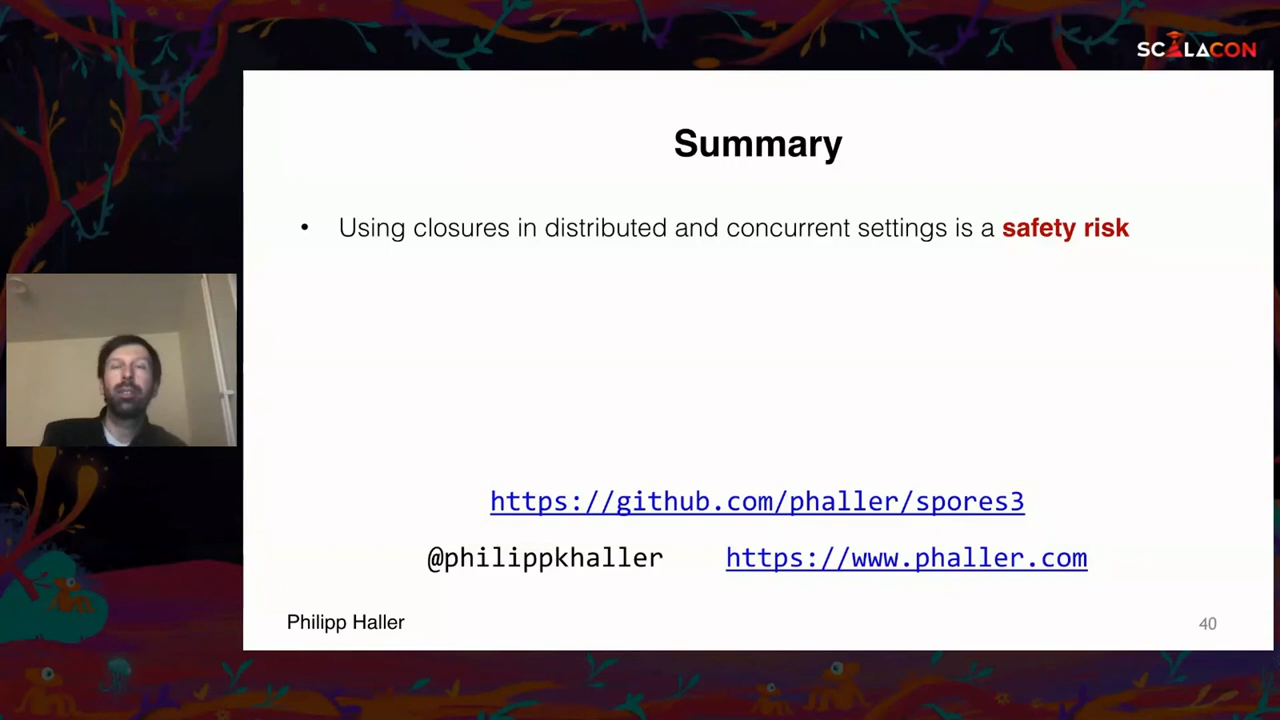 SCALACON
Summary
• Using closures in distributed and concurrent settings is a safety risk
https://github.com/phaller/spores3
@philippkhaller https://www.phaller.com
Philipp Haller 40